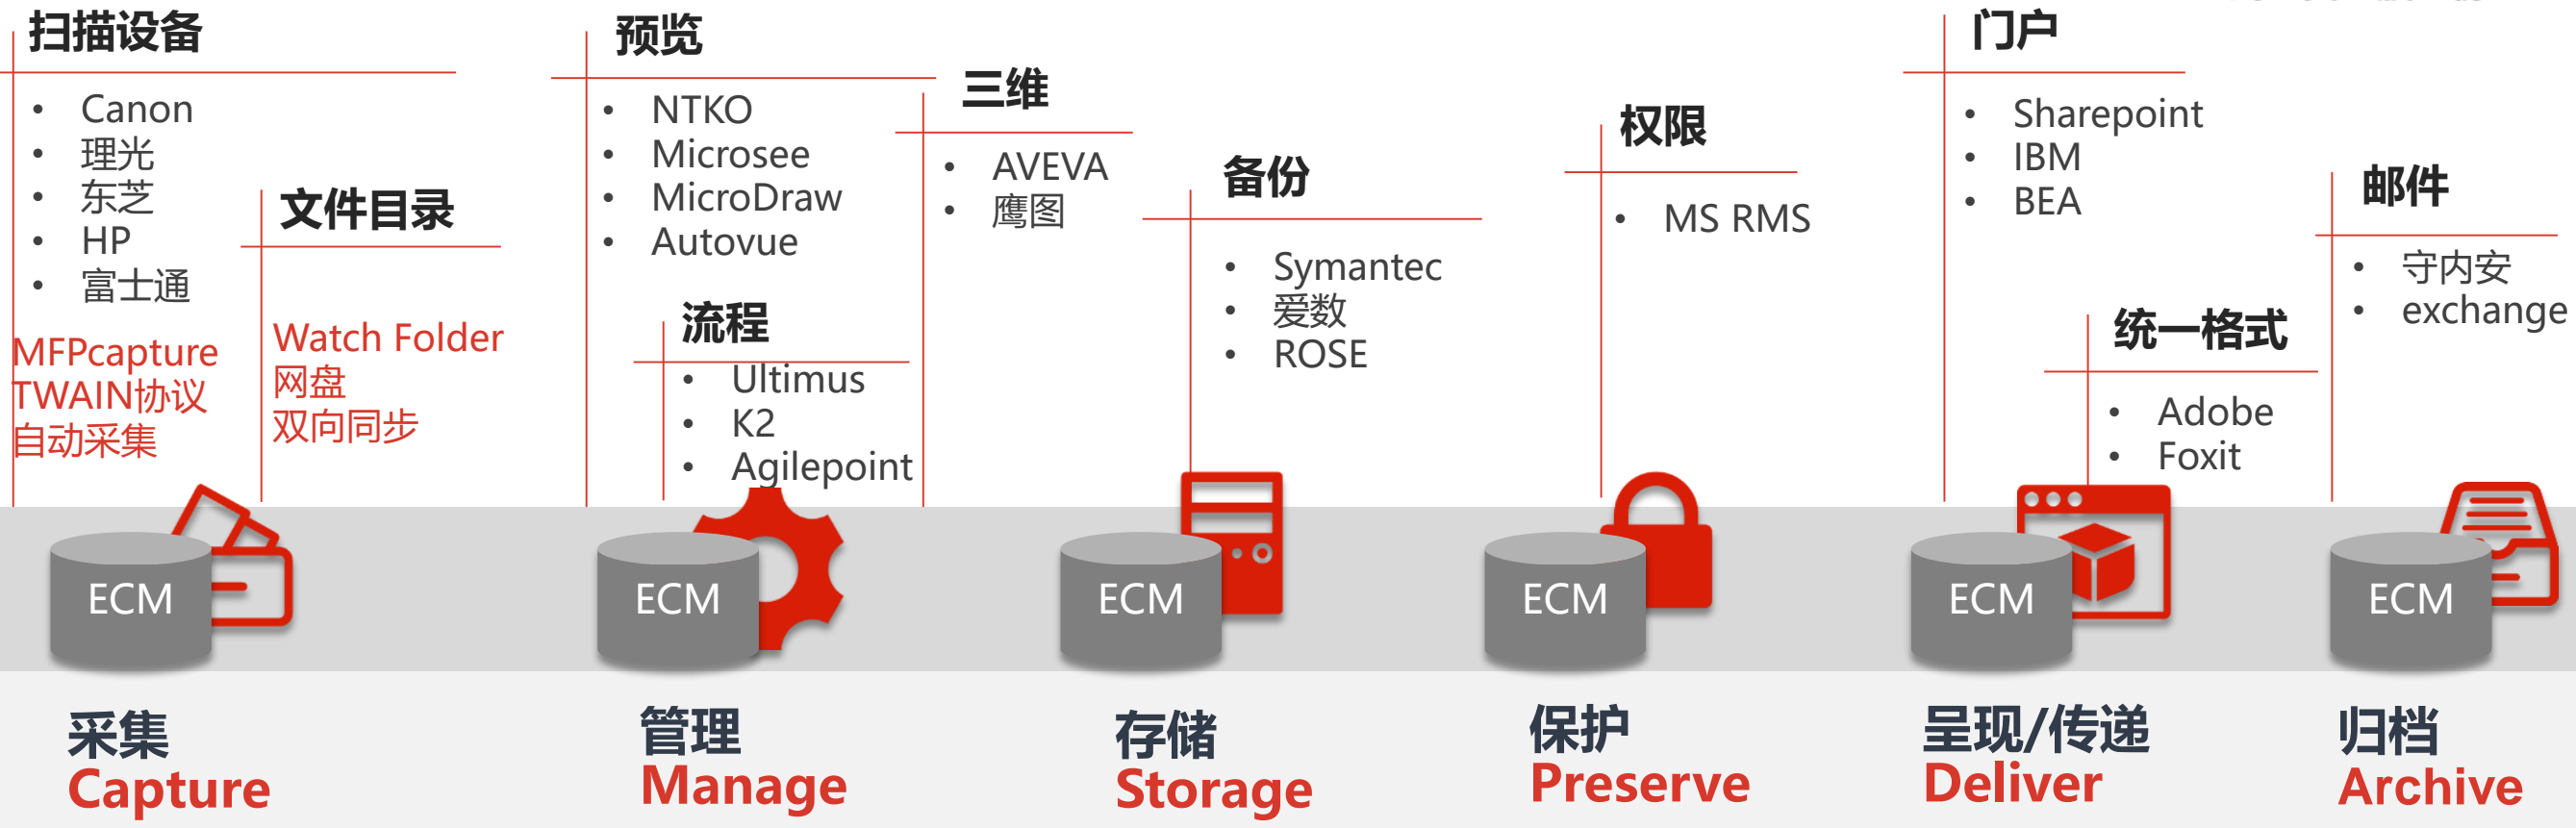 扫描设备
Canon
理光
东芝
HP
富士通
MFPcapture
TWAIN协议
自动采集
文件目录
Watch Folder
网盘
双向同步
预览
NTKO
Microsee
MicroDraw
Autovue
流程
Ultimus
K2
Agilepoint
三维
AVEVA
鹰图
备份
Symantec
爱数
ROSE
权限
MS RMS
门户
Sharepoint
IBM
BEA
统一格式
Adobe
Foxit
邮件
守内安
exchange
ECM
ECM
ECM
ECM
ECM
ECM
采集
Capture
管理
Manage
存储
Storage
保护
Preserve
呈现/传递
Deliver
归档
Archive